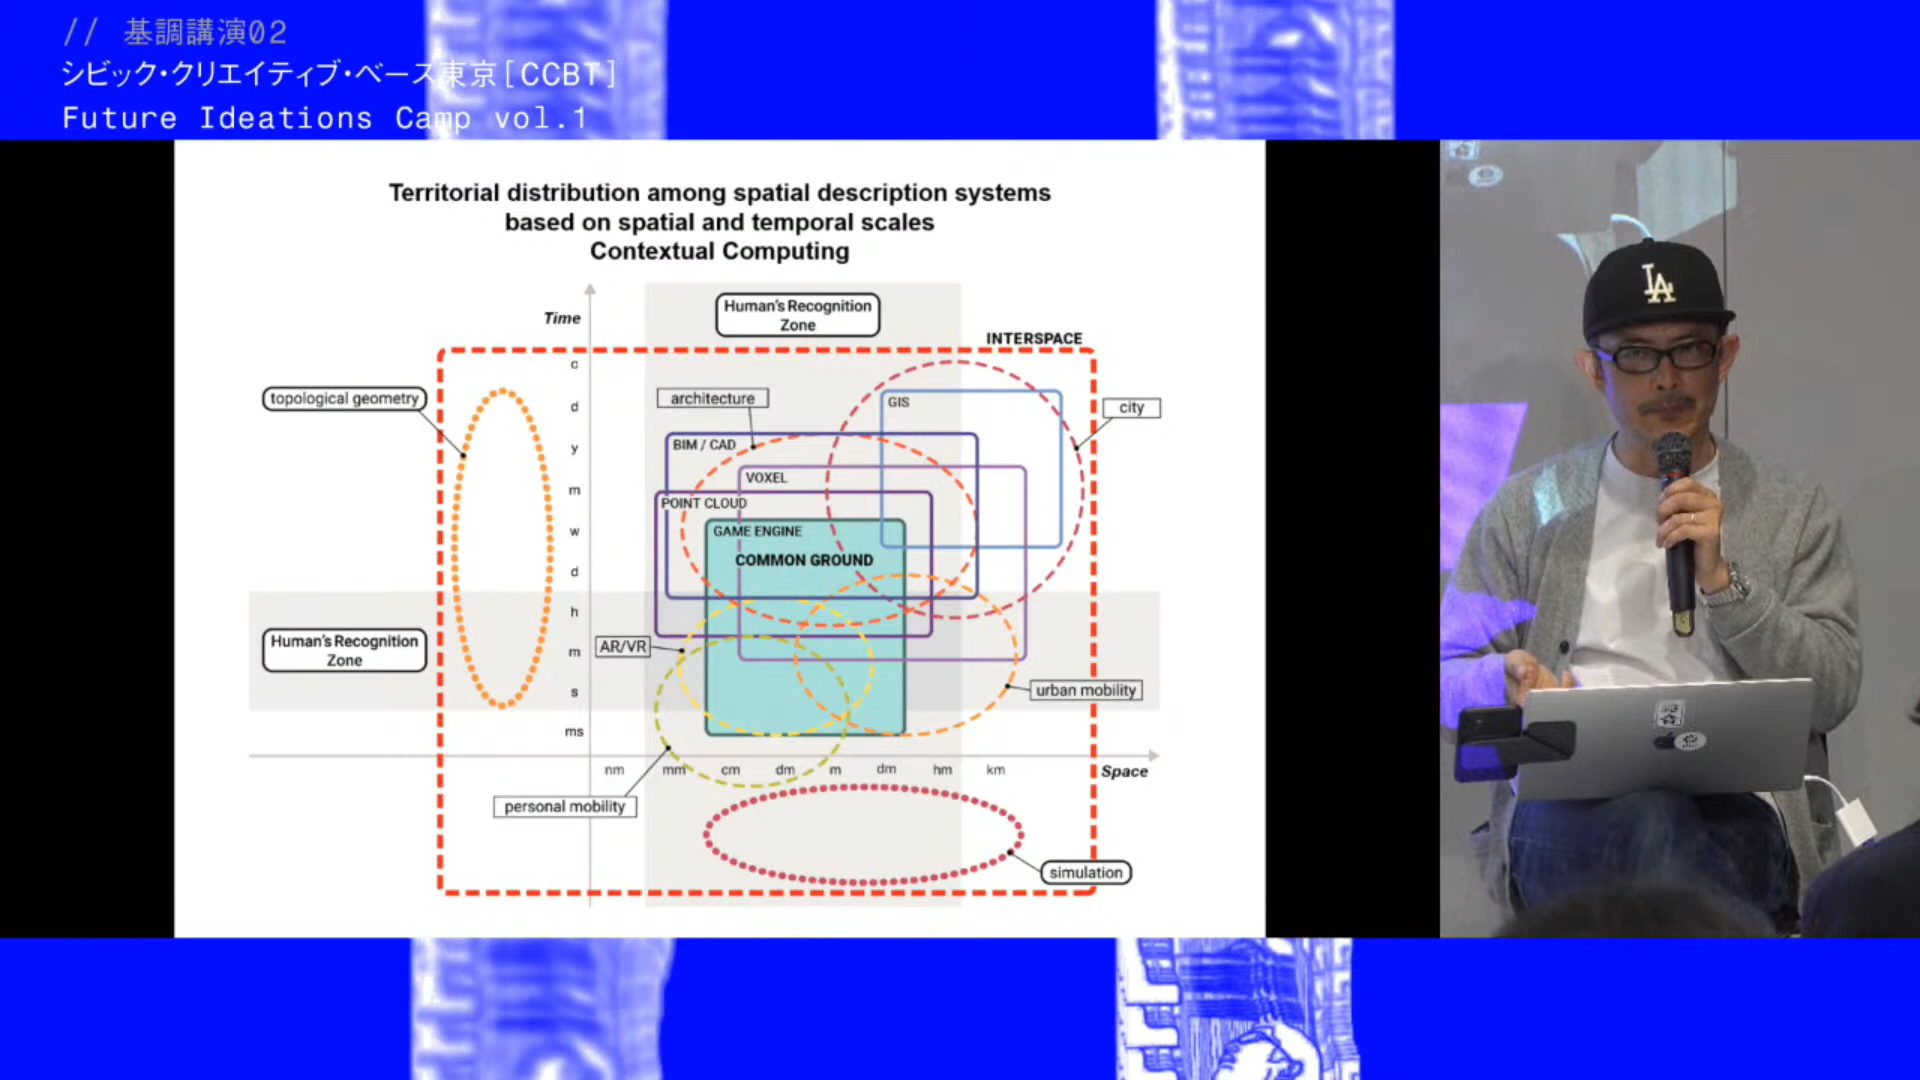 // 基調講演02
シビック・クリエイティブ・ベース東京[CCBT]
Future Ideations Camp vol.1
Territorial distribution among spatial description systems
based on spatial and temporal scales
Contextual Computing
Human's Recognition
Zone
Time
INTERSPACE
c
topological geometry
architecture
GIS
city
d
BIM / CAD
y
VOXEL
m
POINT CLOUD
w
GAME ENGINE
COMMON GROUND
d
h
Human's Recognition
Zone
AR/VR
m
s
urban mobility
ms
nm mm cm dm m dm hm km
Space
personal mobility
simulation
LA